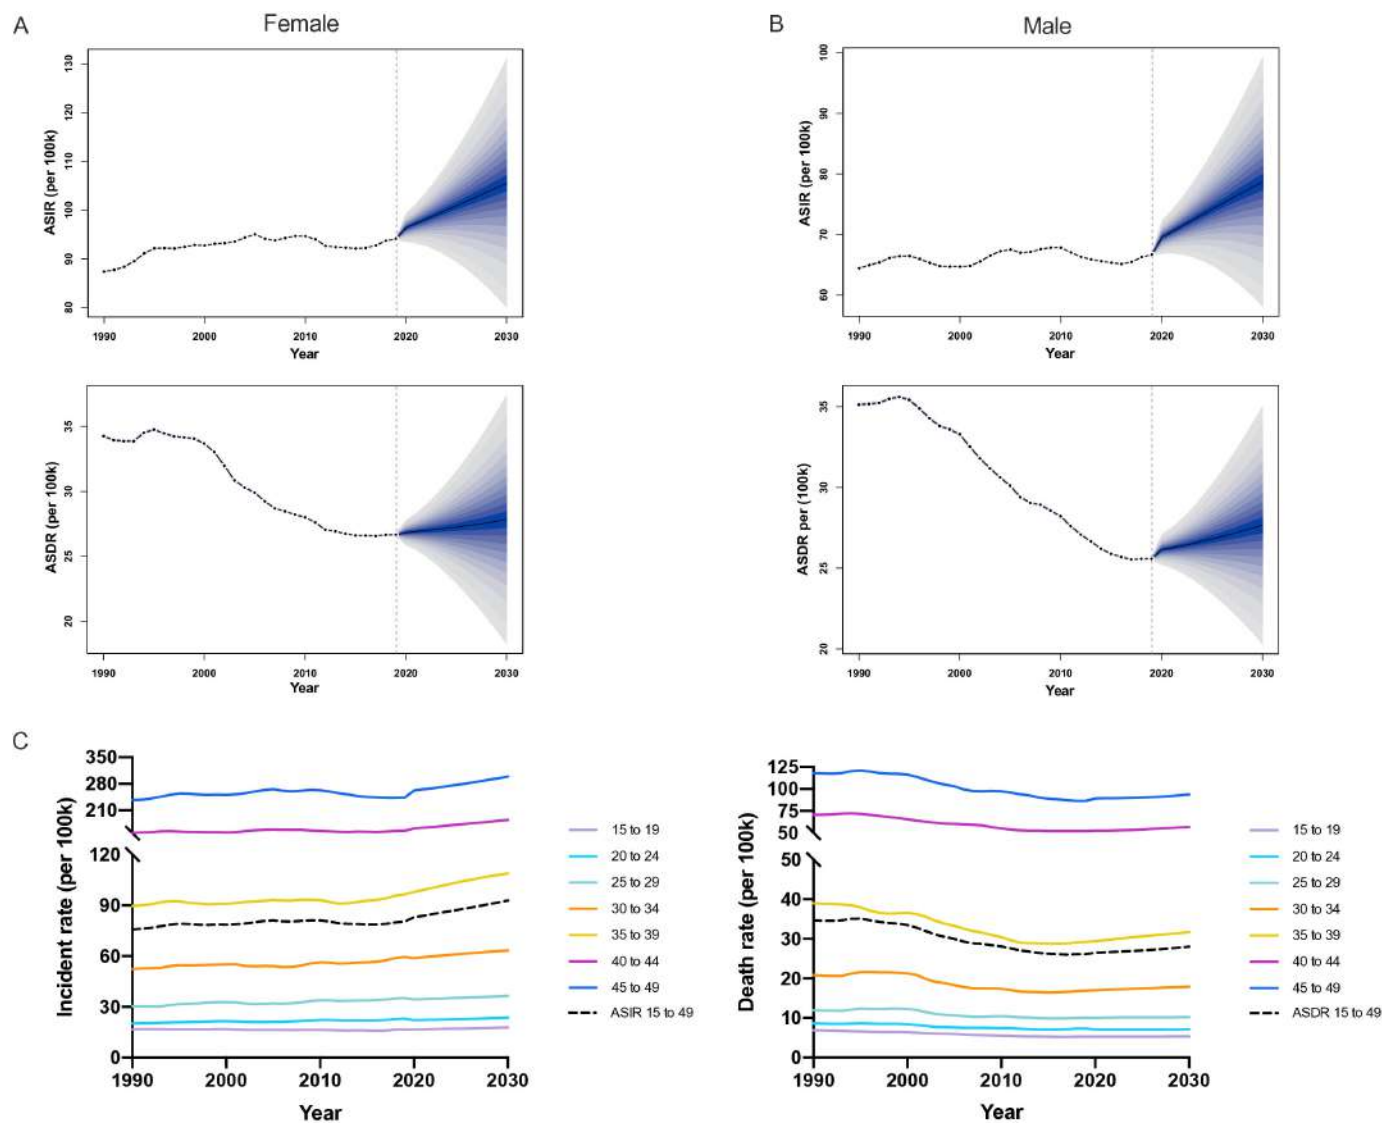 A
Female
B
Male
ASIR (per 100k)
130
120
110
100
90
80
1990
2000
2010
2020
2030
Year
ASIR (per 100k)
100
90
80
70
60
1990
2000
2010
2020
2030
Year
ASDR (per 100k)
35
30
25
20
1990
2000
2010
2020
2030
Year
ASDR per (100k)
35
30
25
20
1990
2000
2010
2020
2030
Year
C
Incident rate (per 100k)
350
280
210
120
90
60
30
0
1990
2000
2010
2020
2030
Year
15 to 19
20 to 24
25 to 29
30 to 34
35 to 39
40 to 44
45 to 49
ASIR 15 to 49
Death rate (per 100k)
125
100
75
50
50
40
30
20
10
0
1990
2000
2010
2020
2030
Year
15 to 19
20 to 24
25 to 29
30 to 34
35 to 39
40 to 44
45 to 49
ASDR 15 to 49